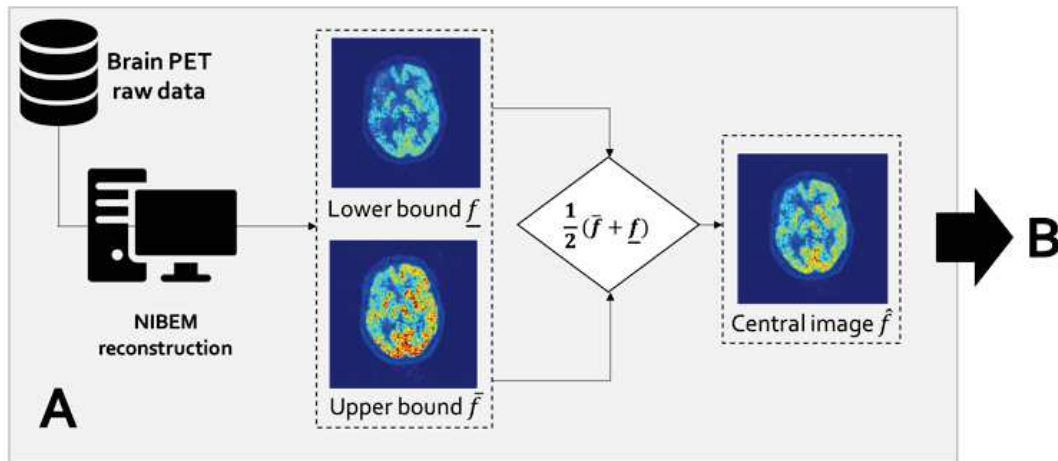 Brain PET
raw data
NIBEM
reconstruction
Lower bound f̲
Upper bound f̄
1/2 (f̄ + f̲)
Central image f̂
A
B